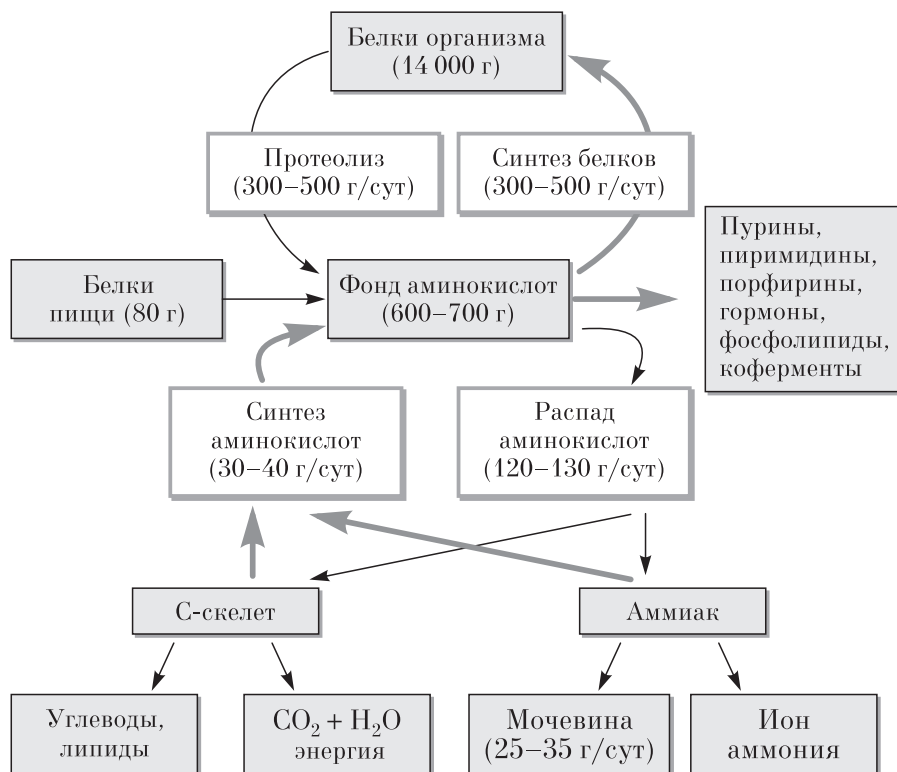 Белки организма
(14 000 г)
Протеолиз
(300–500 г/сут)
Синтез белков
(300–500 г/сут)
Пурины,
пиримидины,
порфирины,
гормоны,
фосфолипиды,
коферменты
Белки
пищи (80 г)
Фонд аминокислот
(600–700 г)
Синтез
аминокислот
(30–40 г/сут)
Распад
аминокислот
(120–130 г/сут)
С-скелет
Аммиак
Углеводы,
липиды
CO₂ + H₂O
энергия
Мочевина
(25–35 г/сут)
Ион
аммония